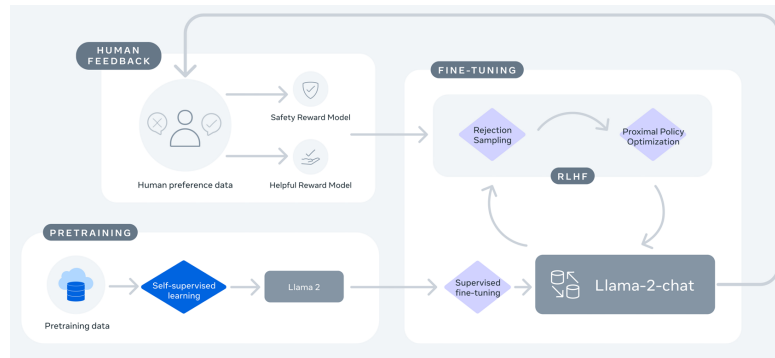 HUMAN
FEEDBACK
Safety Reward Model
Human preference data
Helpful Reward Model
FINE-TUNING
Rejection
Sampling
Proximal Policy
Optimization
RLHF
PRETRAINING
Pretraining data
Self-supervised
learning
Llama 2
Supervised
fine-tuning
Llama-2-chat